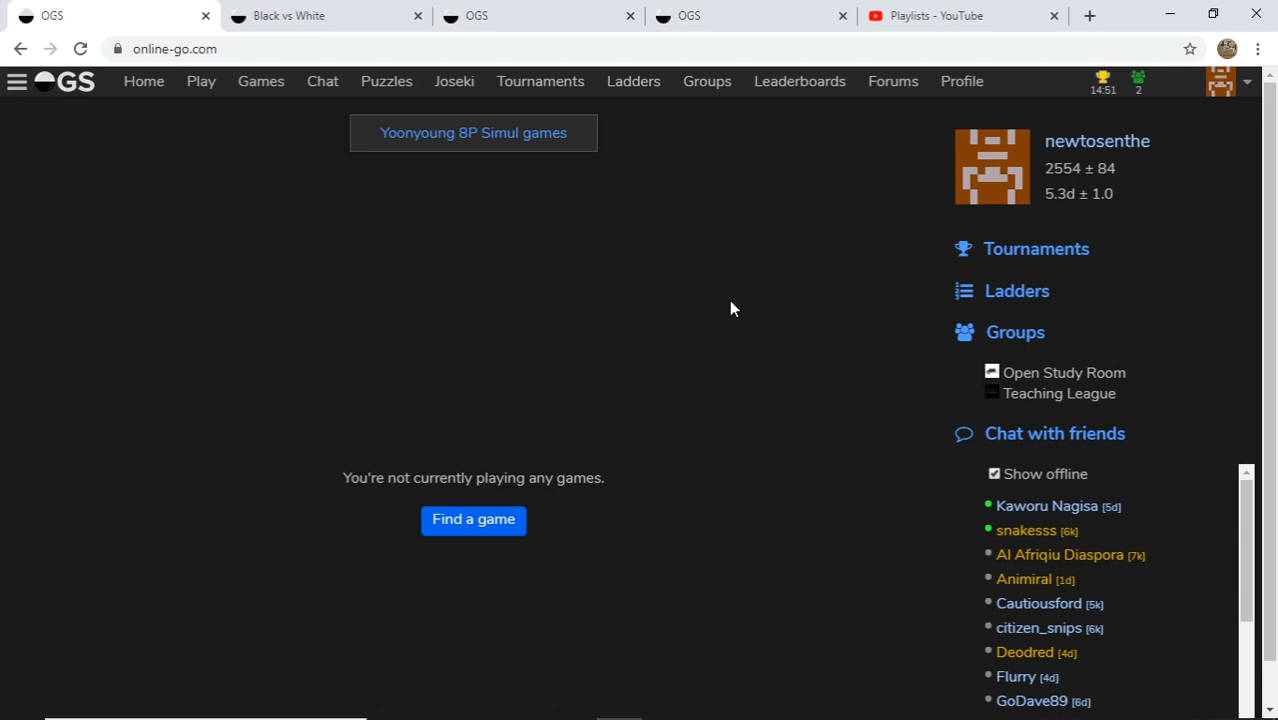 OGS
Black vs White
OGS
OGS
Playlists - YouTube
online-go.com
OGS
Home
Play
Games
Chat
Puzzles
Joseki
Tournaments
Ladders
Groups
Leaderboards
Forums
Profile
14:51
2
Yoonyoung 8P Simul games
You're not currently playing any games.
Find a game
newtosenthe
2554 ± 84
5.3d ± 1.0
Tournaments
Ladders
Groups
Open Study Room
Teaching League
Chat with friends
Show offline
Kaworu Nagisa [5d]
snakesss [6k]
Al Afriqiu Diaspora [7k]
Animiral [1d]
Cautiousford [5k]
citizen_snips [6k]
Deodred [4d]
Flurry [4d]
GoDave89 [6d]